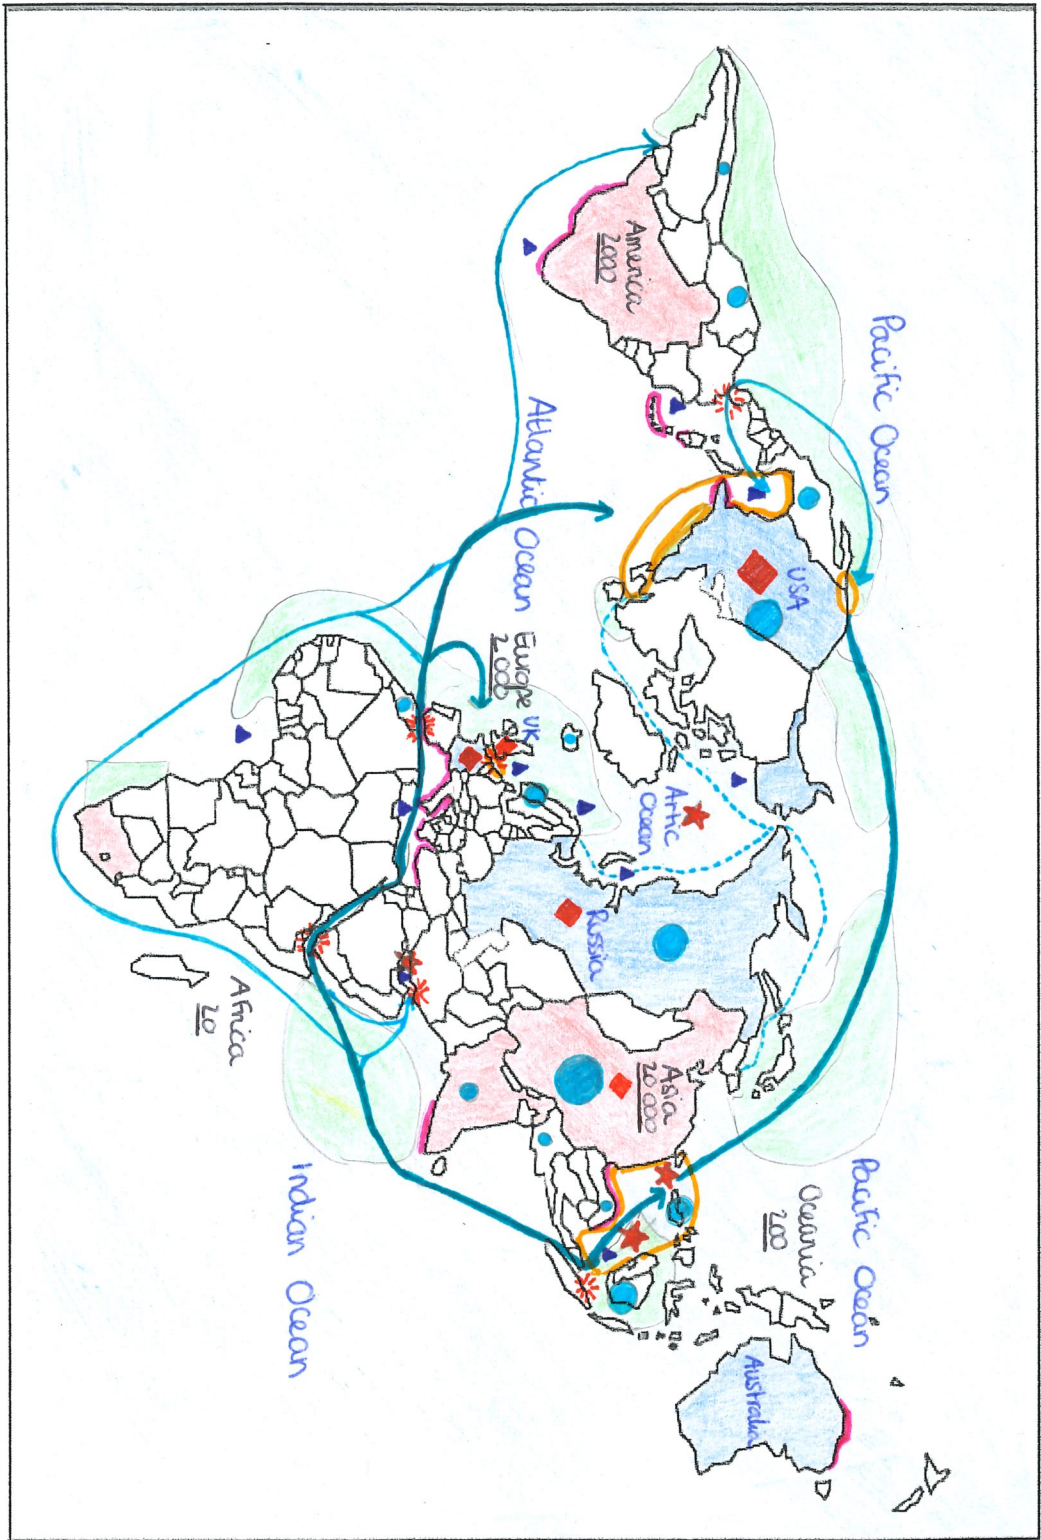 Pacific Ocean
America
2000
USA
Atlantic Ocean
Europe
2000
UK
Artic
Ocean
Russia
Asia
20 000
Africa
20
Indian Ocean
Pacific Ocean
Oceania
200
Australia